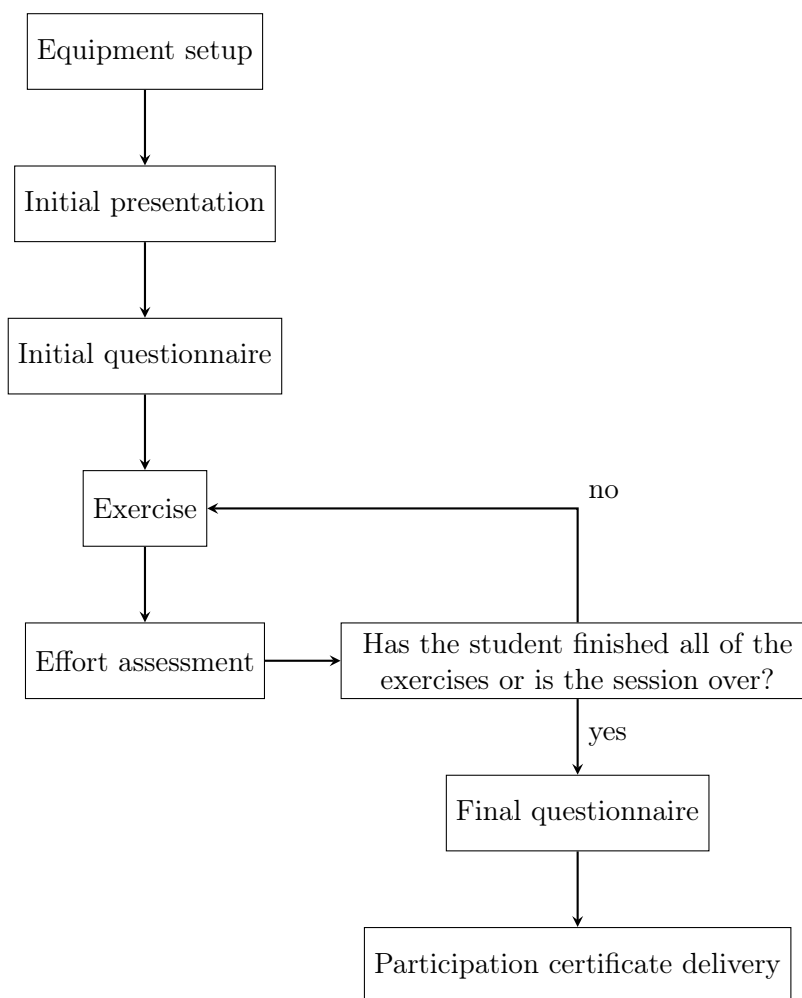 Equipment setup
Initial presentation
Initial questionnaire
Exercise
no
Effort assessment
Has the student finished all of the
exercises or is the session over?
yes
Final questionnaire
Participation certificate delivery